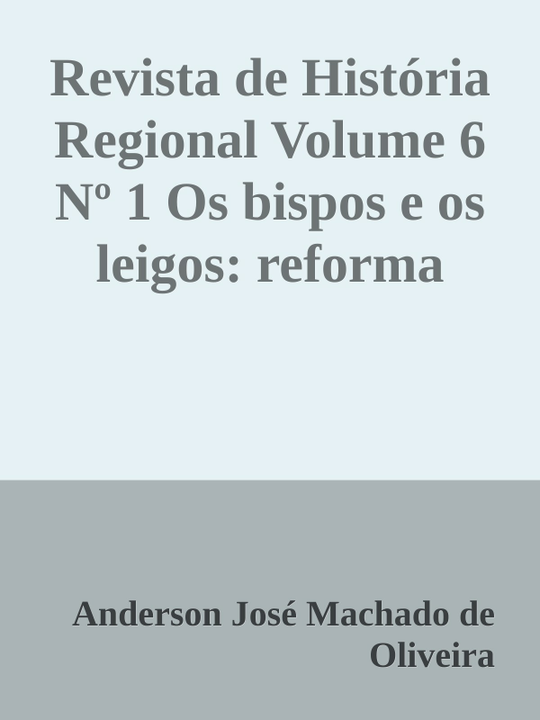 Revista de História
Regional Volume 6
Nº 1 Os bispos e os
leigos: reforma
Anderson José Machado de
Oliveira